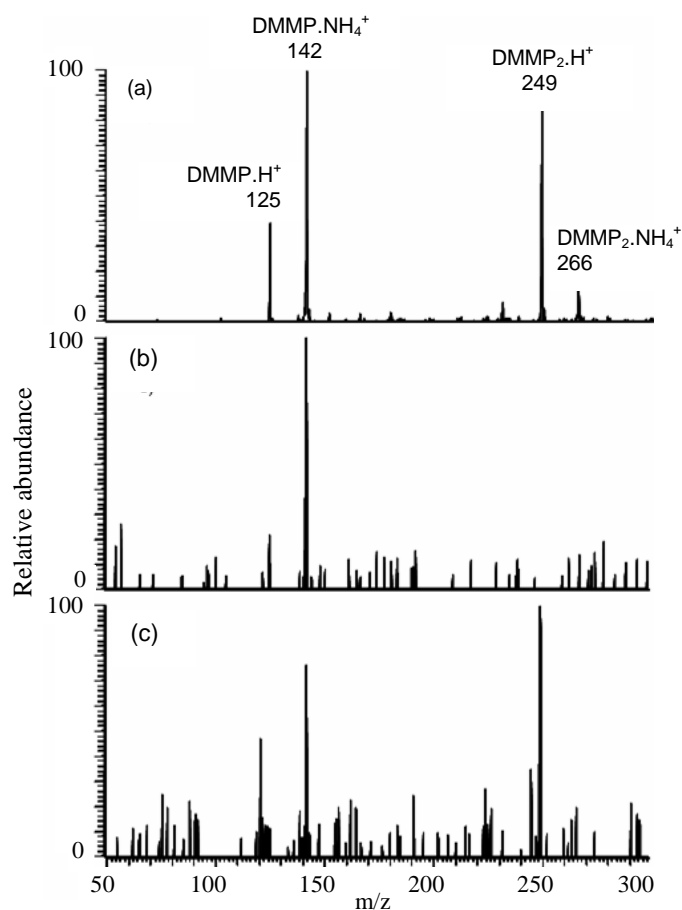 DMMP.NH₄⁺
142
DMMP₂.H⁺
249
100
(a)
DMMP.H⁺
125
DMMP₂.NH₄⁺
266
0
100
(b)
Relative abundance
0
100
(c)
0
50 100 150 200 250 300
m/z